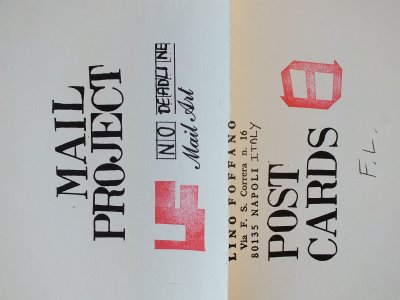 MAIL
PROJECT
NO DEADLINE
Mail Art
LINO FOFFANO
Via F. S. Correra n. 16
80135 NAPOLI ITALY
POST
CARDS
F.L.